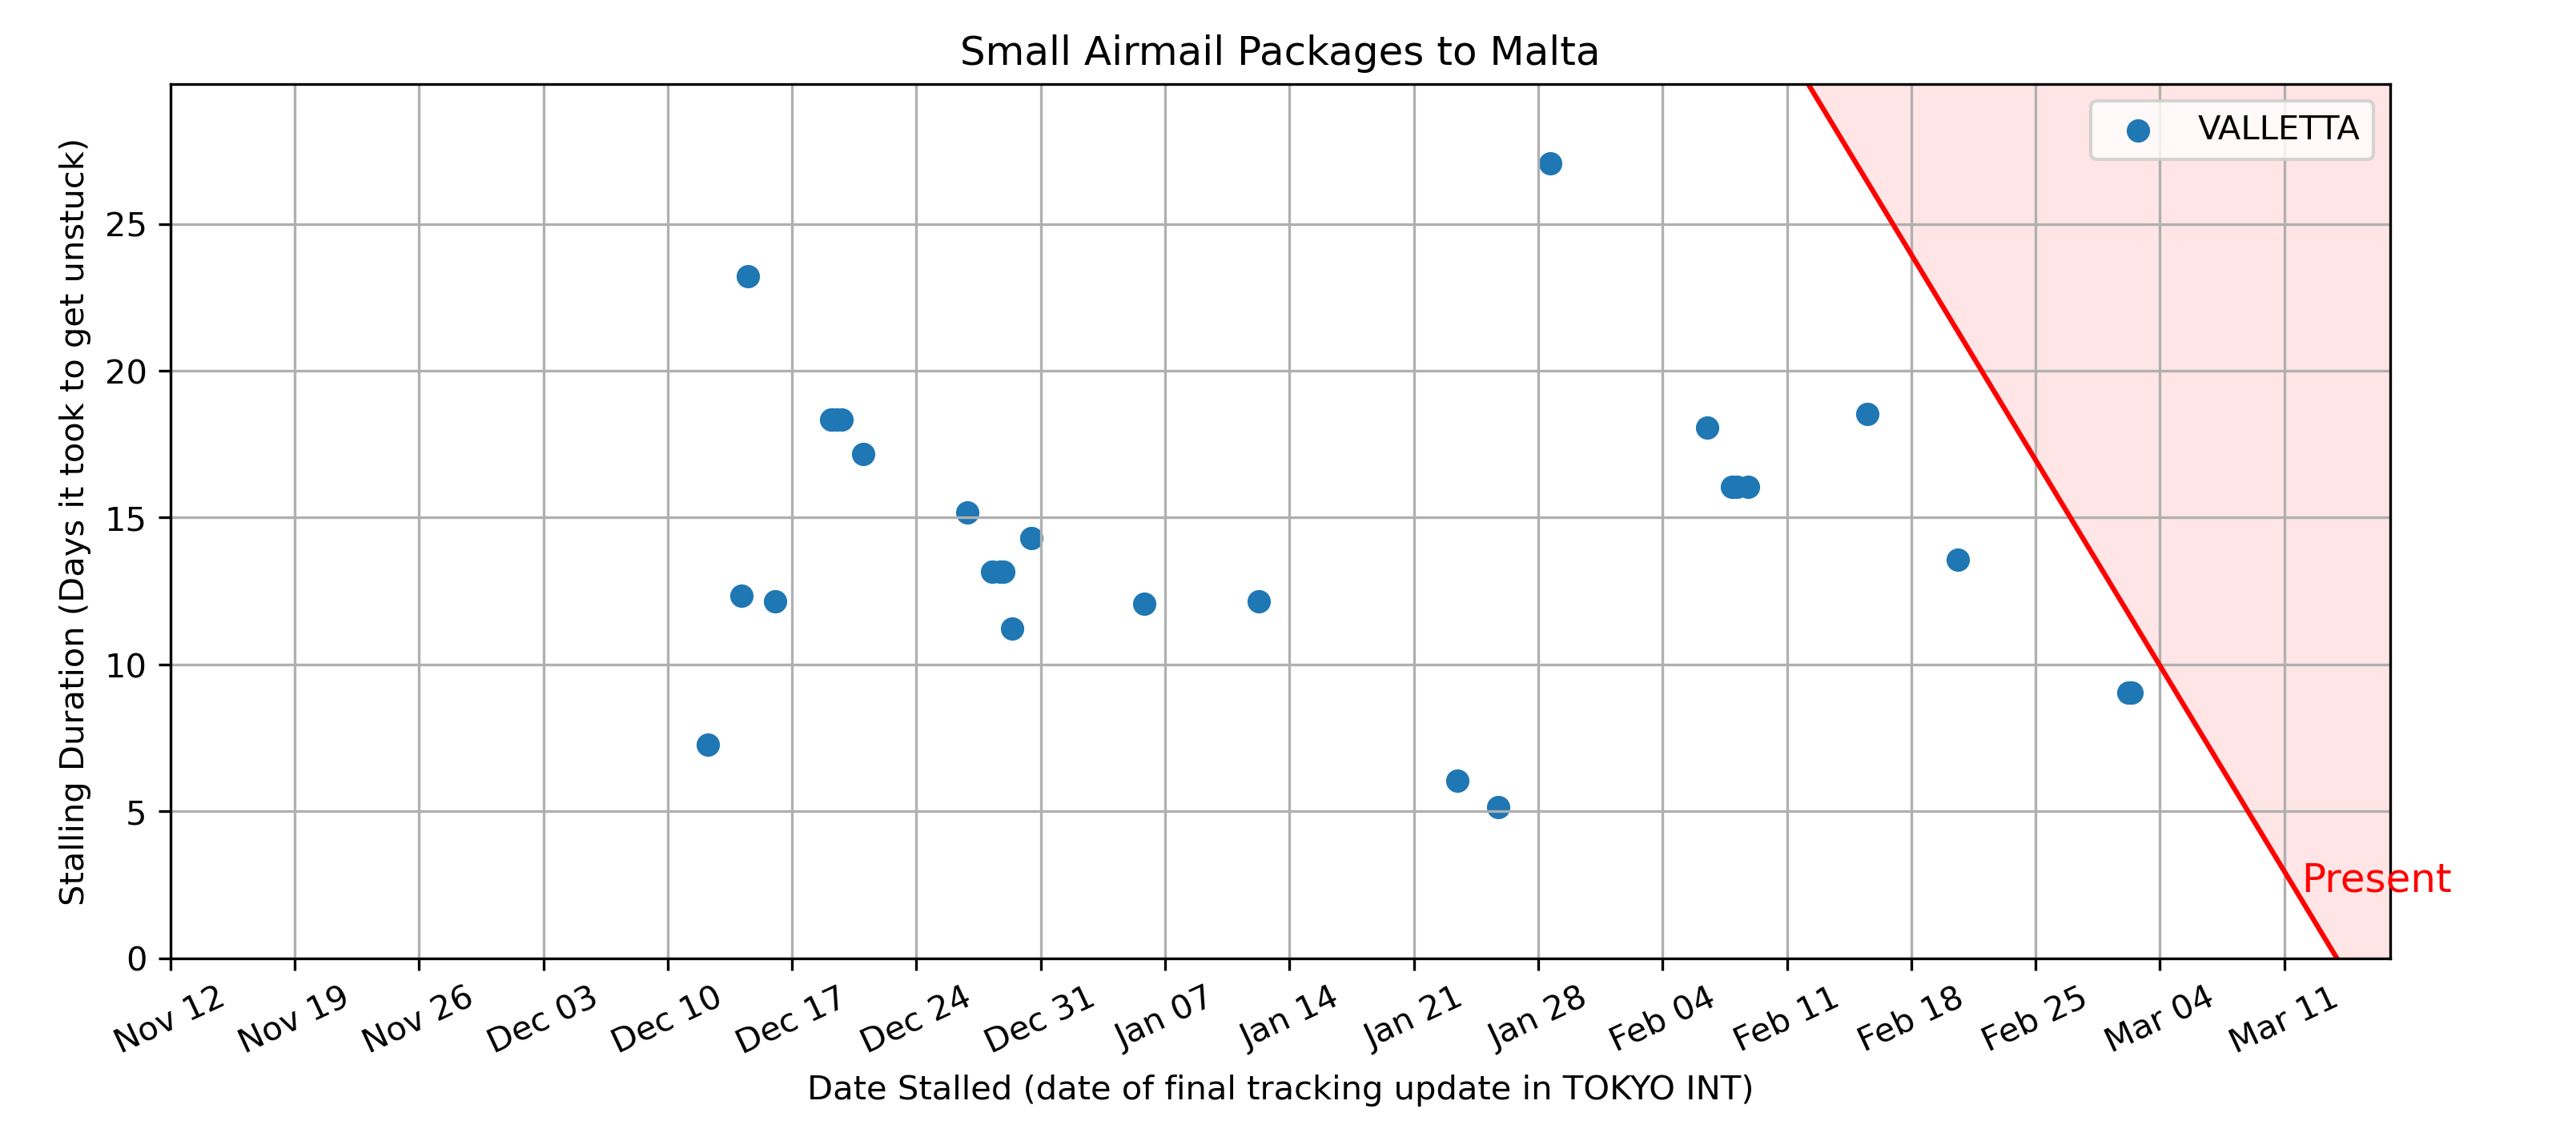 Small Airmail Packages to Malta
VALLETTA
Stalling Duration (Days it took to get unstuck)
25
20
15
10
5
0
Present
Nov 12 Nov 19 Nov 26 Dec 03 Dec 10 Dec 17 Dec 24 Dec 31 Jan 07 Jan 14 Jan 21 Jan 28 Feb 04 Feb 11 Feb 18 Feb 25 Mar 04 Mar 11
Date Stalled (date of final tracking update in TOKYO INT)